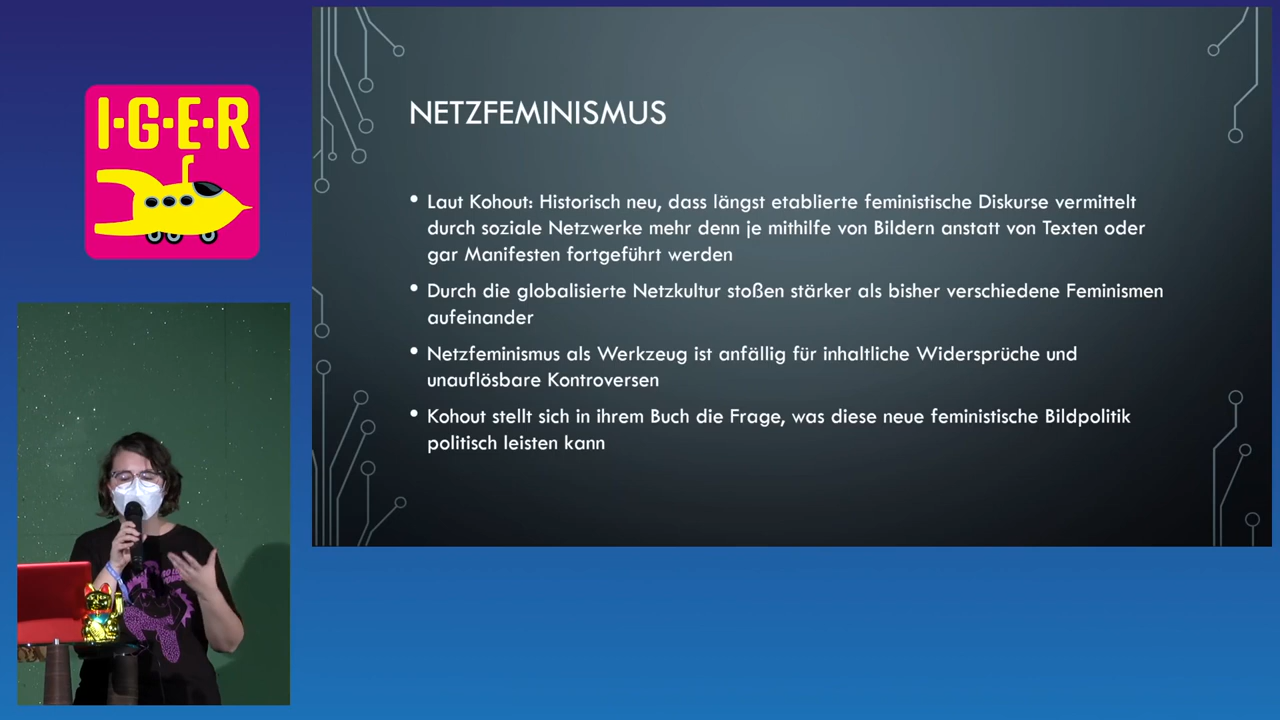 I·G·E·R
NETZFEMINISMUS
• Laut Kohout: Historisch neu, dass längst etablierte feministische Diskurse vermittelt
durch soziale Netzwerke mehr denn je mithilfe von Bildern anstatt von Texten oder
gar Manifesten fortgeführt werden
• Durch die globalisierte Netzkultur stoßen stärker als bisher verschiedene Feminismen
aufeinander
• Netzfeminismus als Werkzeug ist anfällig für inhaltliche Widersprüche und
unauflösbare Kontroversen
• Kohout stellt sich in ihrem Buch die Frage, was diese neue feministische Bildpolitik
politisch leisten kann